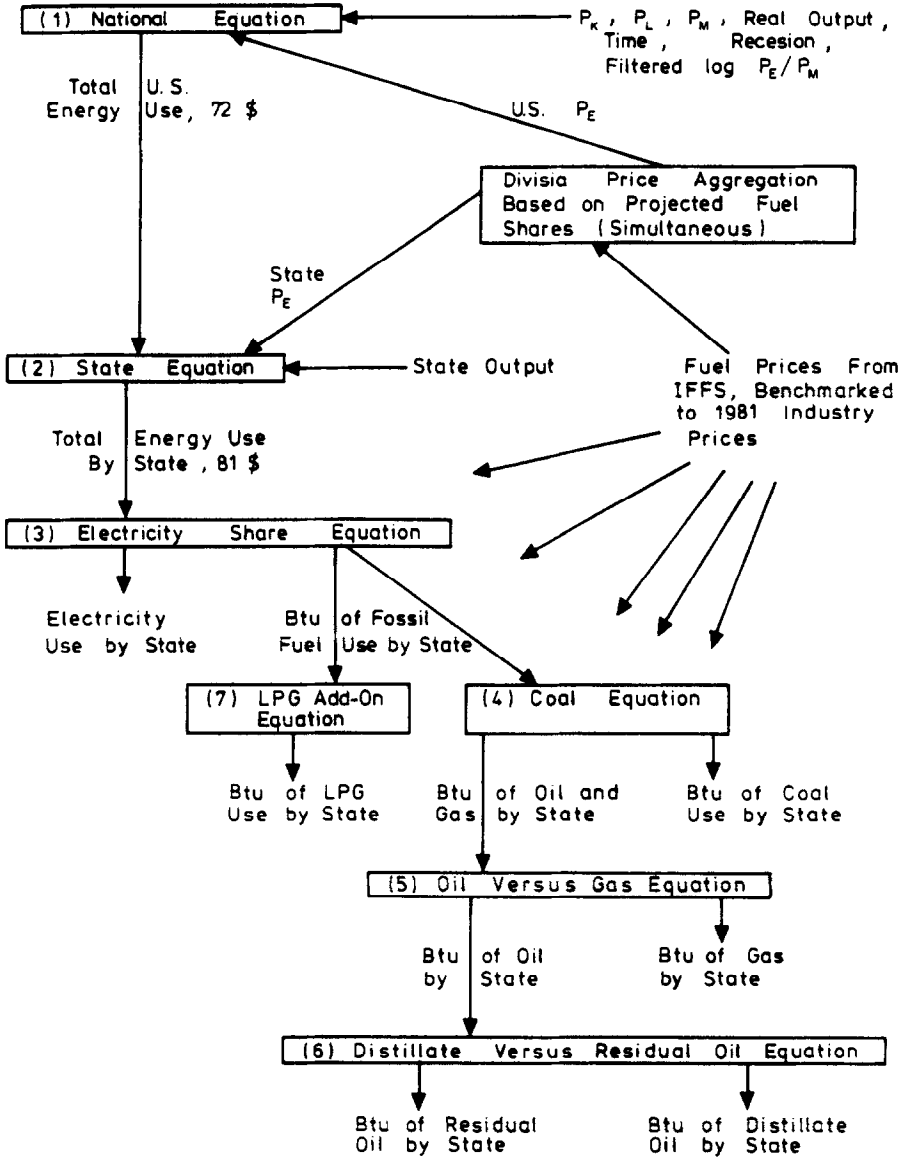 (1) National Equation
P_K, P_L, P_M, Real Output,
Time, Recesion,
Filtered log P_E/P_M
Total U.S.
Energy Use, 72 $
U.S. P_E
Divisia Price Aggregation
Based on Projected Fuel
Shares (Simultaneous)
State
P_E
(2) State Equation
State Output
Fuel Prices From
IFFS, Benchmarked
to 1981 Industry
Prices
Total Energy Use
By State, 81 $
(3) Electricity Share Equation
Electricity
Use by State
Btu of Fossil
Fuel Use by State
(7) LPG Add-On
Equation
(4) Coal Equation
Btu of LPG
Use by State
Btu of Oil and
Gas by State
Btu of Coal
Use by State
(5) Oil Versus Gas Equation
Btu of Oil
by State
Btu of Gas
by State
(6) Distillate Versus Residual Oil Equation
Btu of Residual
Oil by State
Btu of Distillate
Oil by State